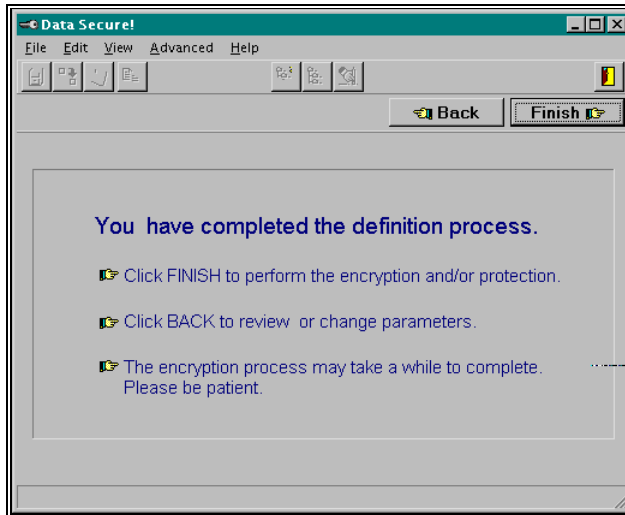 Data Secure!
File Edit View Advanced Help
Back Finish
You have completed the definition process.
Click FINISH to perform the encryption and/or protection.
Click BACK to review or change parameters.
The encryption process may take a while to complete.
Please be patient.